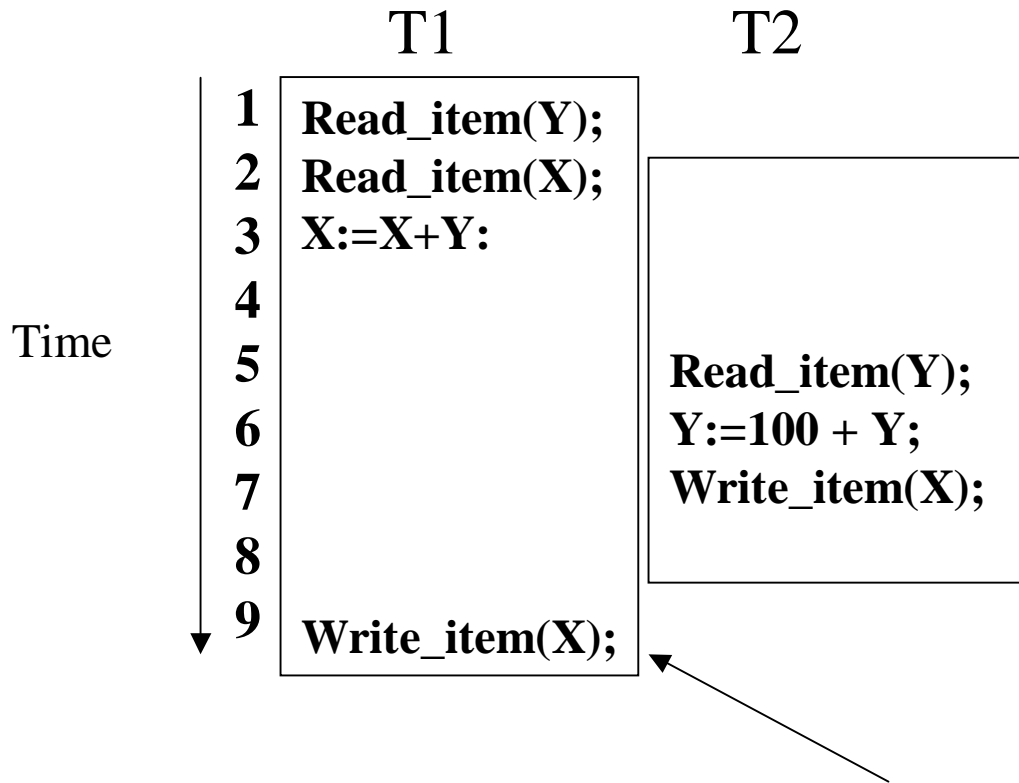 T1 T2
1 Read_item(Y);
2 Read_item(X);
3 X:=X+Y:
4
Time
5 Read_item(Y);
6 Y:=100 + Y;
7 Write_item(X);
8
9 Write_item(X);